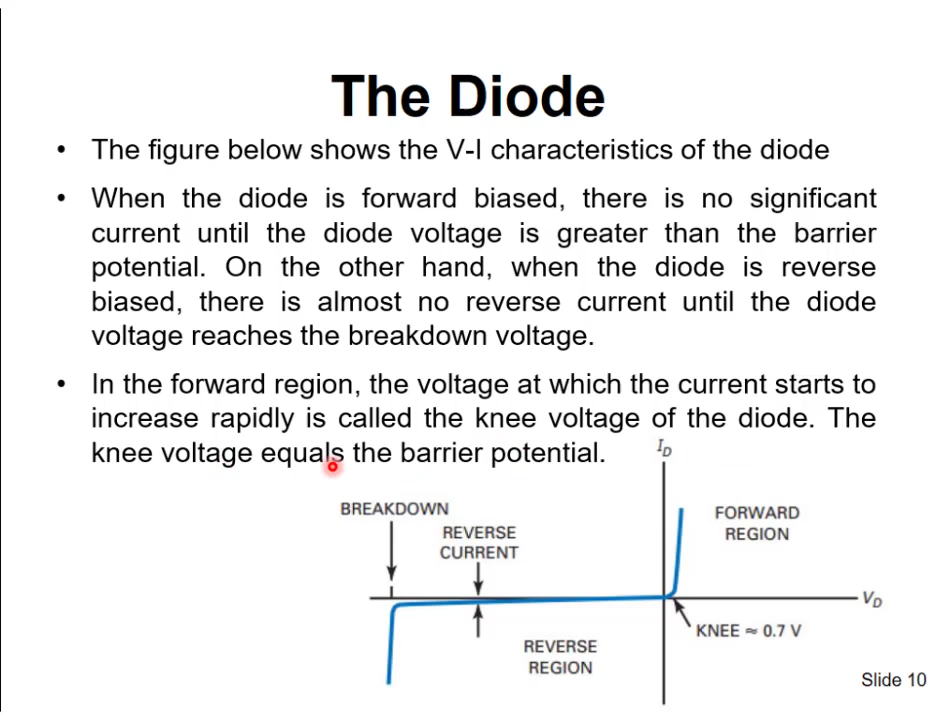 The Diode
• The figure below shows the V-I characteristics of the diode
• When the diode is forward biased, there is no significant
current until the diode voltage is greater than the barrier
potential. On the other hand, when the diode is reverse
biased, there is almost no reverse current until the diode
voltage reaches the breakdown voltage.
• In the forward region, the voltage at which the current starts to
increase rapidly is called the knee voltage of the diode. The
knee voltage equals the barrier potential.
I_D
BREAKDOWN
REVERSE
CURRENT
FORWARD
REGION
V_D
KNEE ≈ 0.7 V
REVERSE
REGION
Slide 10